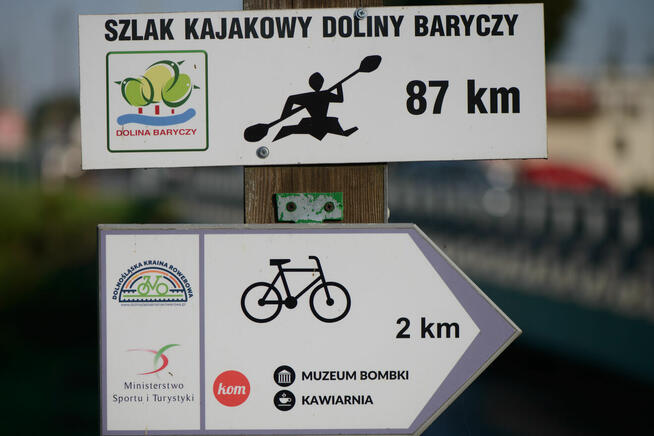 SZLAK KAJAKOWY DOLINY BARYCZY
DOLINA BARYCZY
87 km
DOLNOŚLĄSKA KRAINA ROWEROWA
2 km
Ministerstwo
Sportu i Turystyki
kom
MUZEUM BOMBKI
KAWIARNIA